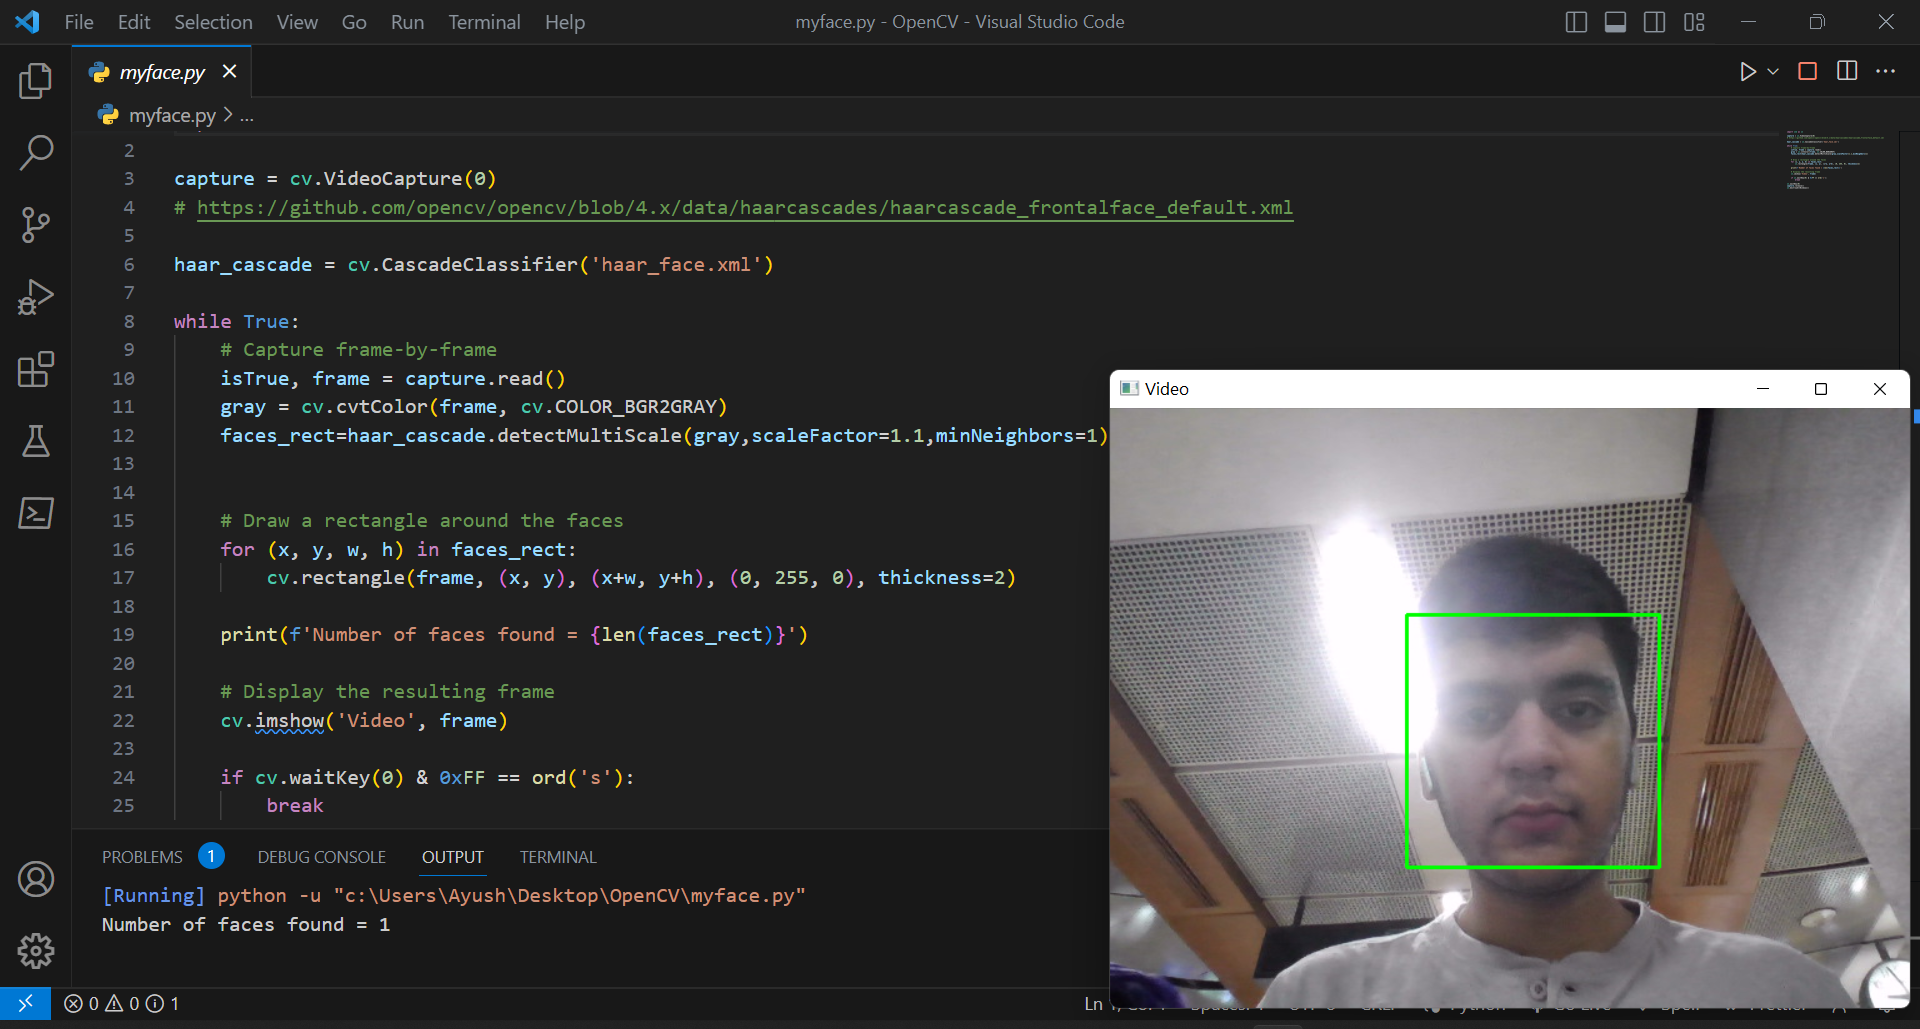 File Edit Selection View Go Run Terminal Help
myface.py - OpenCV - Visual Studio Code
myface.py
myface.py > ...
2
3 capture = cv.VideoCapture(0)
4 # https://github.com/opencv/opencv/blob/4.x/data/haarcascades/haarcascade_frontalface_default.xml
5
6 haar_cascade = cv.CascadeClassifier('haar_face.xml')
7
8 while True:
9 # Capture frame-by-frame
10 isTrue, frame = capture.read()
11 gray = cv.cvtColor(frame, cv.COLOR_BGR2GRAY)
12 faces_rect=haar_cascade.detectMultiScale(gray,scaleFactor=1.1,minNeighbors=1)
13
14
15 # Draw a rectangle around the faces
16 for (x, y, w, h) in faces_rect:
17 cv.rectangle(frame, (x, y), (x+w, y+h), (0, 255, 0), thickness=2)
18
19 print(f'Number of faces found = {len(faces_rect)}')
20
21 # Display the resulting frame
22 cv.imshow('Video', frame)
23
24 if cv.waitKey(0) & 0xFF == ord('s'):
25 break
Video
PROBLEMS 1 DEBUG CONSOLE OUTPUT TERMINAL
[Running] python -u "c:\Users\Ayush\Desktop\OpenCV\myface.py"
Number of faces found = 1
0 0 1
Ln